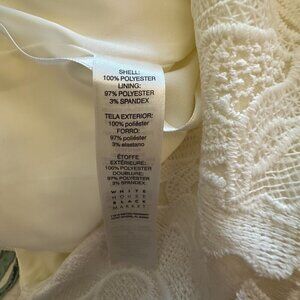 SHELL:
100% POLYESTER
LINING:
97% POLYESTER
3% SPANDEX
TELA EXTERIOR:
100% poliéster
FORRO:
97% poliéster
3% elastano
ÉTOFFE
EXTÉRIEURE:
100% POLYESTER
DOUBLURE:
97% POLYESTER
3% SPANDEX
WHITE
HOUSE
BLACK
MARKET